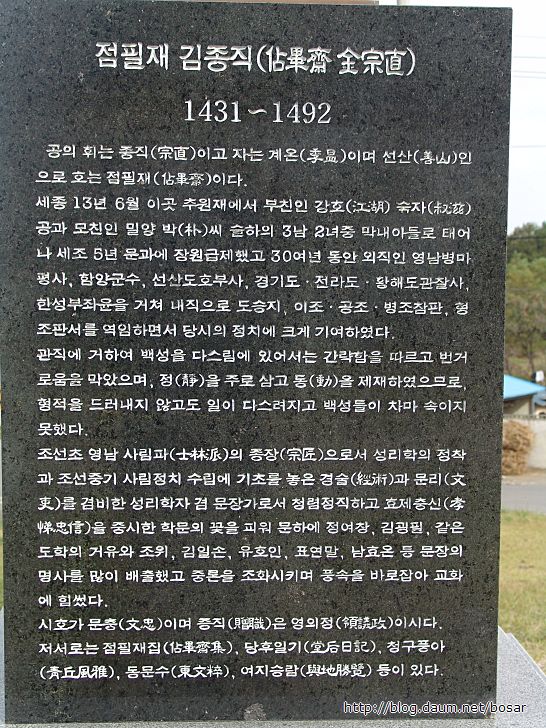 점필재 김종직(佔畢齋 金宗直)
1431~1492
공의 휘는 종직(宗直)이고 자는 계온(季昷)이며 선산(善山)인
으로 호는 점필재(佔畢齋)이다.
세종 13년 6월 이곳 추원재에서 부친인 강호(江湖) 숙자(叔滋)
공과 모친인 밀양 박(朴)씨 슬하의 3남 2녀중 막내아들로 태어
나 세조 5년 문과에 장원급제했고 30여년 동안 외직인 영남병마
평사, 함양군수, 선산도호부사, 경기도·전라도·황해도관찰사,
한성부좌윤을 거쳐 내직으로 도승지, 이조·공조·병조참판, 형
조판서를 역임하면서 당시의 정치에 크게 기여하였다.
관직에 거하여 백성을 다스림에 있어서는 간략함을 따르고 번거
로움을 막았으며, 정(靜)을 주로 삼고 동(動)을 제재하였으므로,
형적을 드러내지 않고도 일이 다스려지고 백성들이 차마 속이지
못했다.
조선초 영남 사림파(士林派)의 종장(宗匠)으로서 성리학의 정착
과 조선중기 사림정치 수립에 기초를 놓은 경술(經術)과 문리(文
吏)를 겸비한 성리학자 겸 문장가로서 청렴정직하고 효제충신(孝
悌忠信)을 중시한 학문의 꽃을 피워 문하에 정여창, 김굉필, 같은
도학의 거유와 조위, 김일손, 유호인, 표연말, 남효온 등 문장의
명사를 많이 배출했고 중론을 조화시키며 풍속을 바로잡아 교화
에 힘썼다.
시호가 문충(文忠)이며 증직(贈職)은 영의정(領議政)이시다.
저서로는 점필재집(佔畢齋集), 당후일기(堂后日記), 청구풍아
(靑丘風雅), 동문수(東文粹), 여지승람(輿地勝覽) 등이 있다.
http://blog.daum.net/bosar